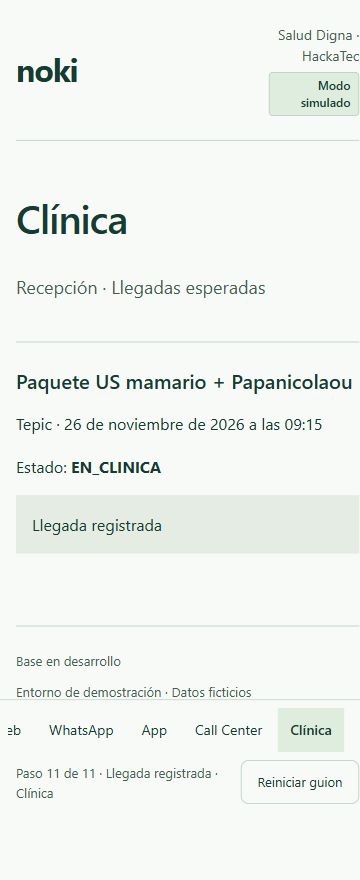 noki
Salud Digna ·
HackaTec
Modo
simulado
Clínica
Recepción · Llegadas esperadas
Paquete US mamario + Papanicolaou
Tepic · 26 de noviembre de 2026 a las 09:15
Estado: EN_CLINICA
Llegada registrada
Base en desarrollo
Entorno de demostración · Datos ficticios
eb WhatsApp App Call Center Clínica
Paso 11 de 11 · Llegada registrada ·
Clínica
Reiniciar guion